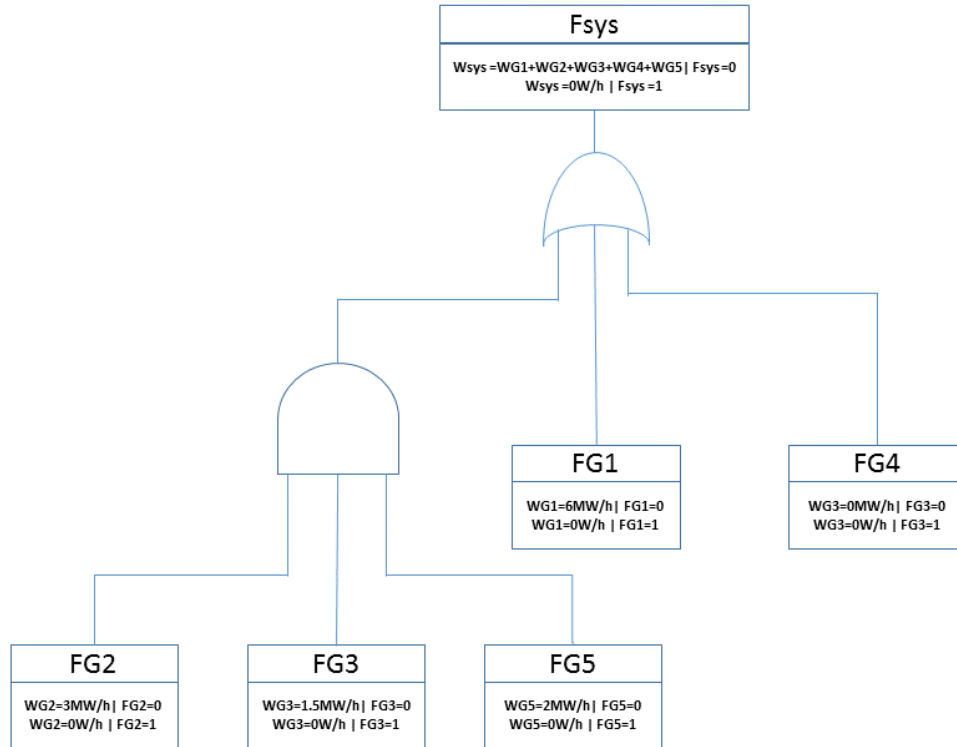 Fsys
Wsys =WG1+WG2+WG3+WG4+WG5| Fsys =0
Wsys =0W/h | Fsys =1
FG1
WG1=6MW/h| FG1=0
WG1=0W/h | FG1=1
FG4
WG3=0MW/h| FG3=0
WG3=0W/h | FG3=1
FG2
WG2=3MW/h| FG2=0
WG2=0W/h | FG2=1
FG3
WG3=1.5MW/h| FG3=0
WG3=0W/h | FG3=1
FG5
WG5=2MW/h| FG5=0
WG5=0W/h | FG5=1